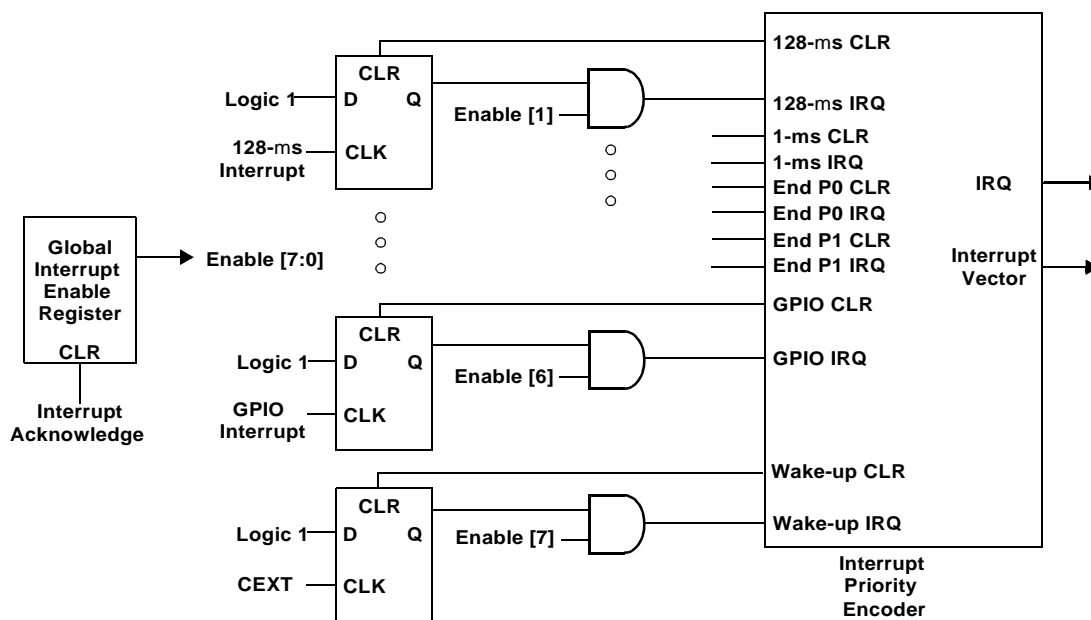 128-ms CLR
CLR
D Q
Logic 1
CLK
128-ms
Interrupt
Enable [1]
128-ms IRQ
1-ms CLR
1-ms IRQ
End P0 CLR
End P0 IRQ
End P1 CLR
End P1 IRQ
IRQ
Interrupt
Vector
Global
Interrupt
Enable
Register
CLR
Interrupt
Acknowledge
Enable [7:0]
GPIO CLR
CLR
D Q
Logic 1
CLK
GPIO
Interrupt
Enable [6]
GPIO IRQ
Wake-up CLR
CLR
D Q
Logic 1
CLK
CEXT
Enable [7]
Wake-up IRQ
Interrupt
Priority
Encoder